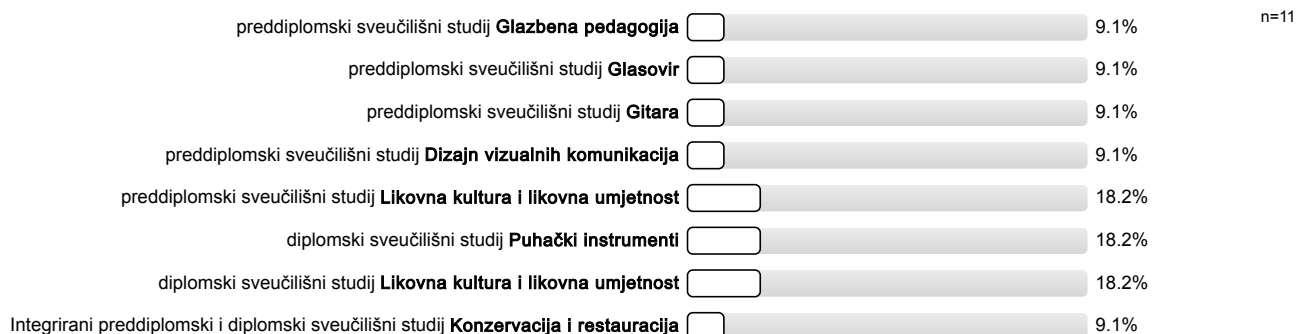 preddiplomski sveučilišni studij Glazbena pedagogija 9.1% n=11
preddiplomski sveučilišni studij Glasovir 9.1%
preddiplomski sveučilišni studij Gitara 9.1%
preddiplomski sveučilišni studij Dizajn vizualnih komunikacija 9.1%
preddiplomski sveučilišni studij Likovna kultura i likovna umjetnost 18.2%
diplomski sveučilišni studij Puhački instrumenti 18.2%
diplomski sveučilišni studij Likovna kultura i likovna umjetnost 18.2%
Integrirani preddiplomski i diplomski sveučilišni studij Konzervacija i restauracija 9.1%